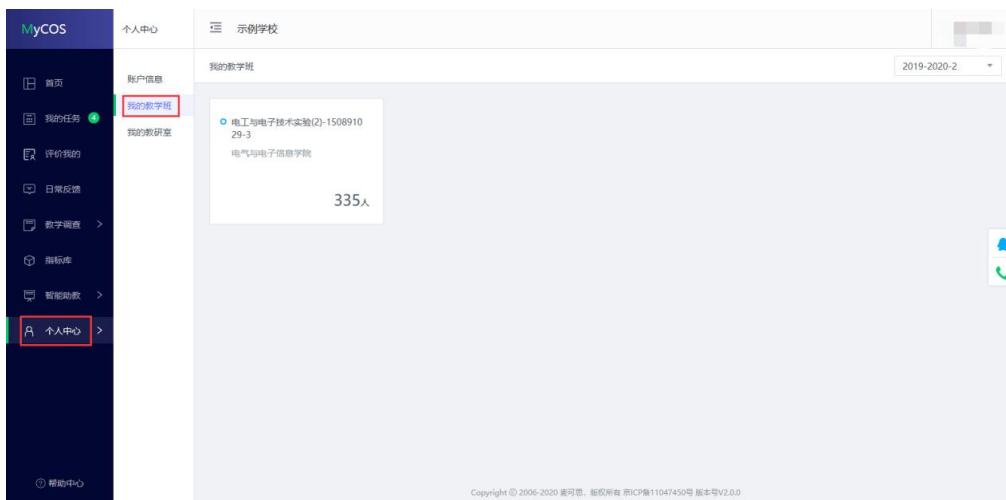 MyCOS
个人中心
示例学校
首页
我的任务 4
评价我的
日常反馈
教学调查 >
指标库
智能助教 >
个人中心 >
帮助中心
账户信息
我的教学班
我的教研室
我的教学班
2019-2020-2
电工与电子技术实验(2)-1508910
29-3
电气与电子信息学院
335人
Copyright © 2006-2020 麦可思. 版权所有 京ICP备11047450号 版本号V2.0.0